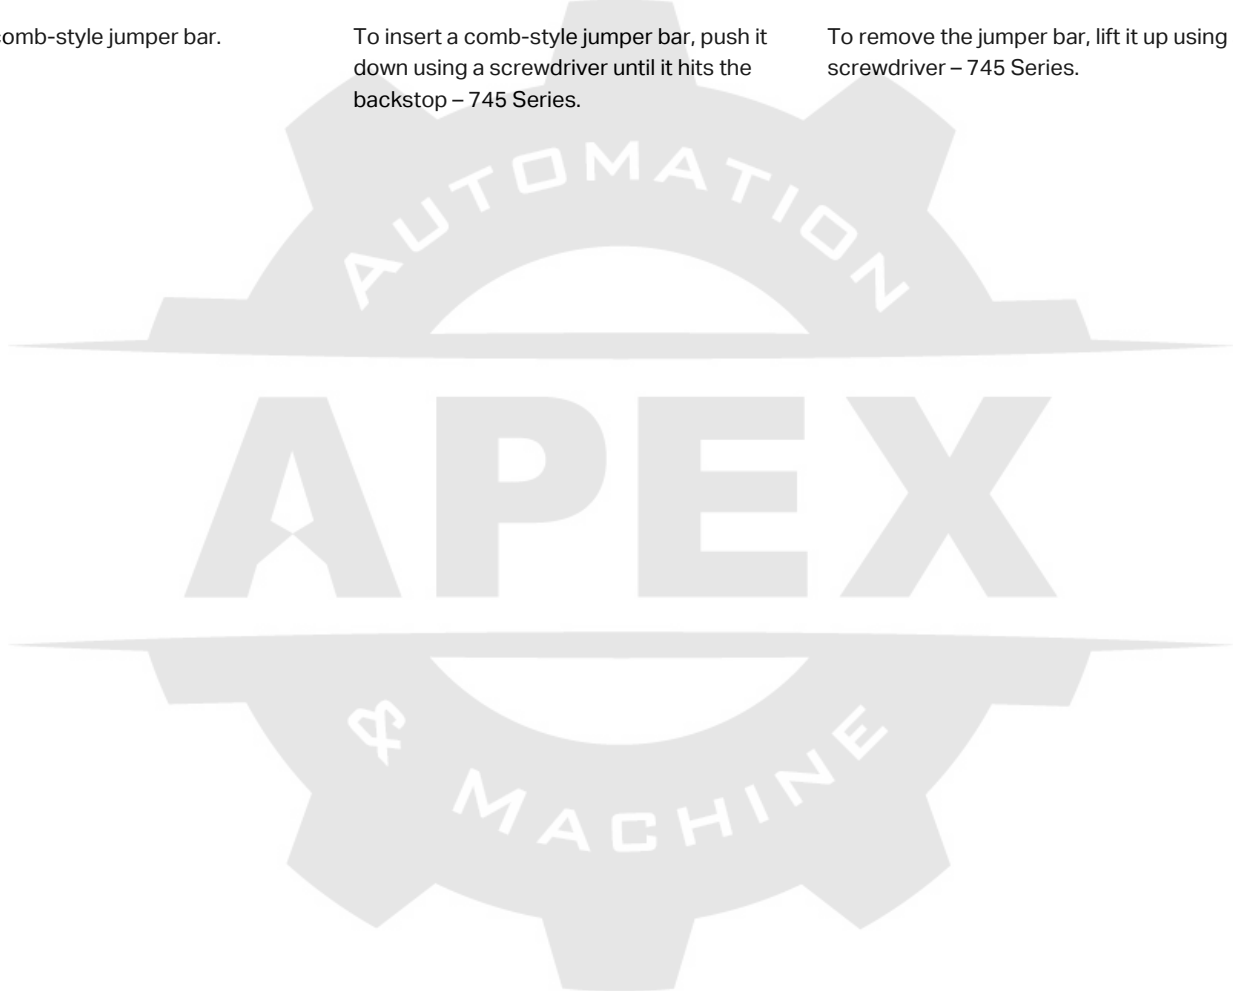 comb-style jumper bar.
To insert a comb-style jumper bar, push it
down using a screwdriver until it hits the
backstop – 745 Series.
To remove the jumper bar, lift it up using
screwdriver – 745 Series.
AUTOMATION
APEX
& MACHINE